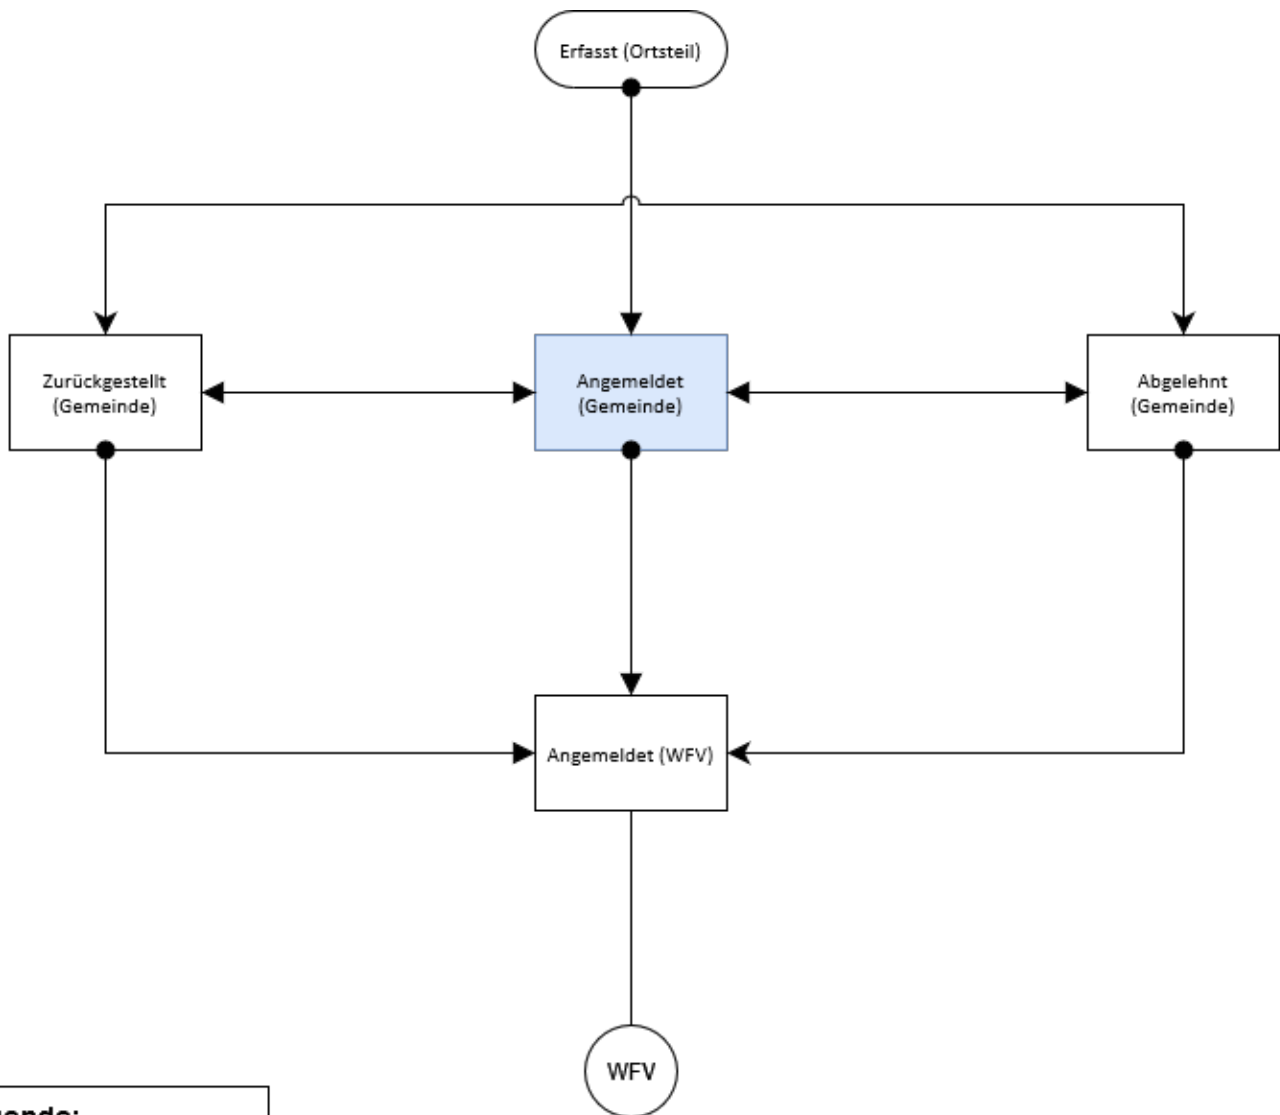 Erfasst (Ortsteil)
Zurückgestellt
(Gemeinde)
Angemeldet
(Gemeinde)
Abgelehnt
(Gemeinde)
Angemeldet (WFV)
WFV